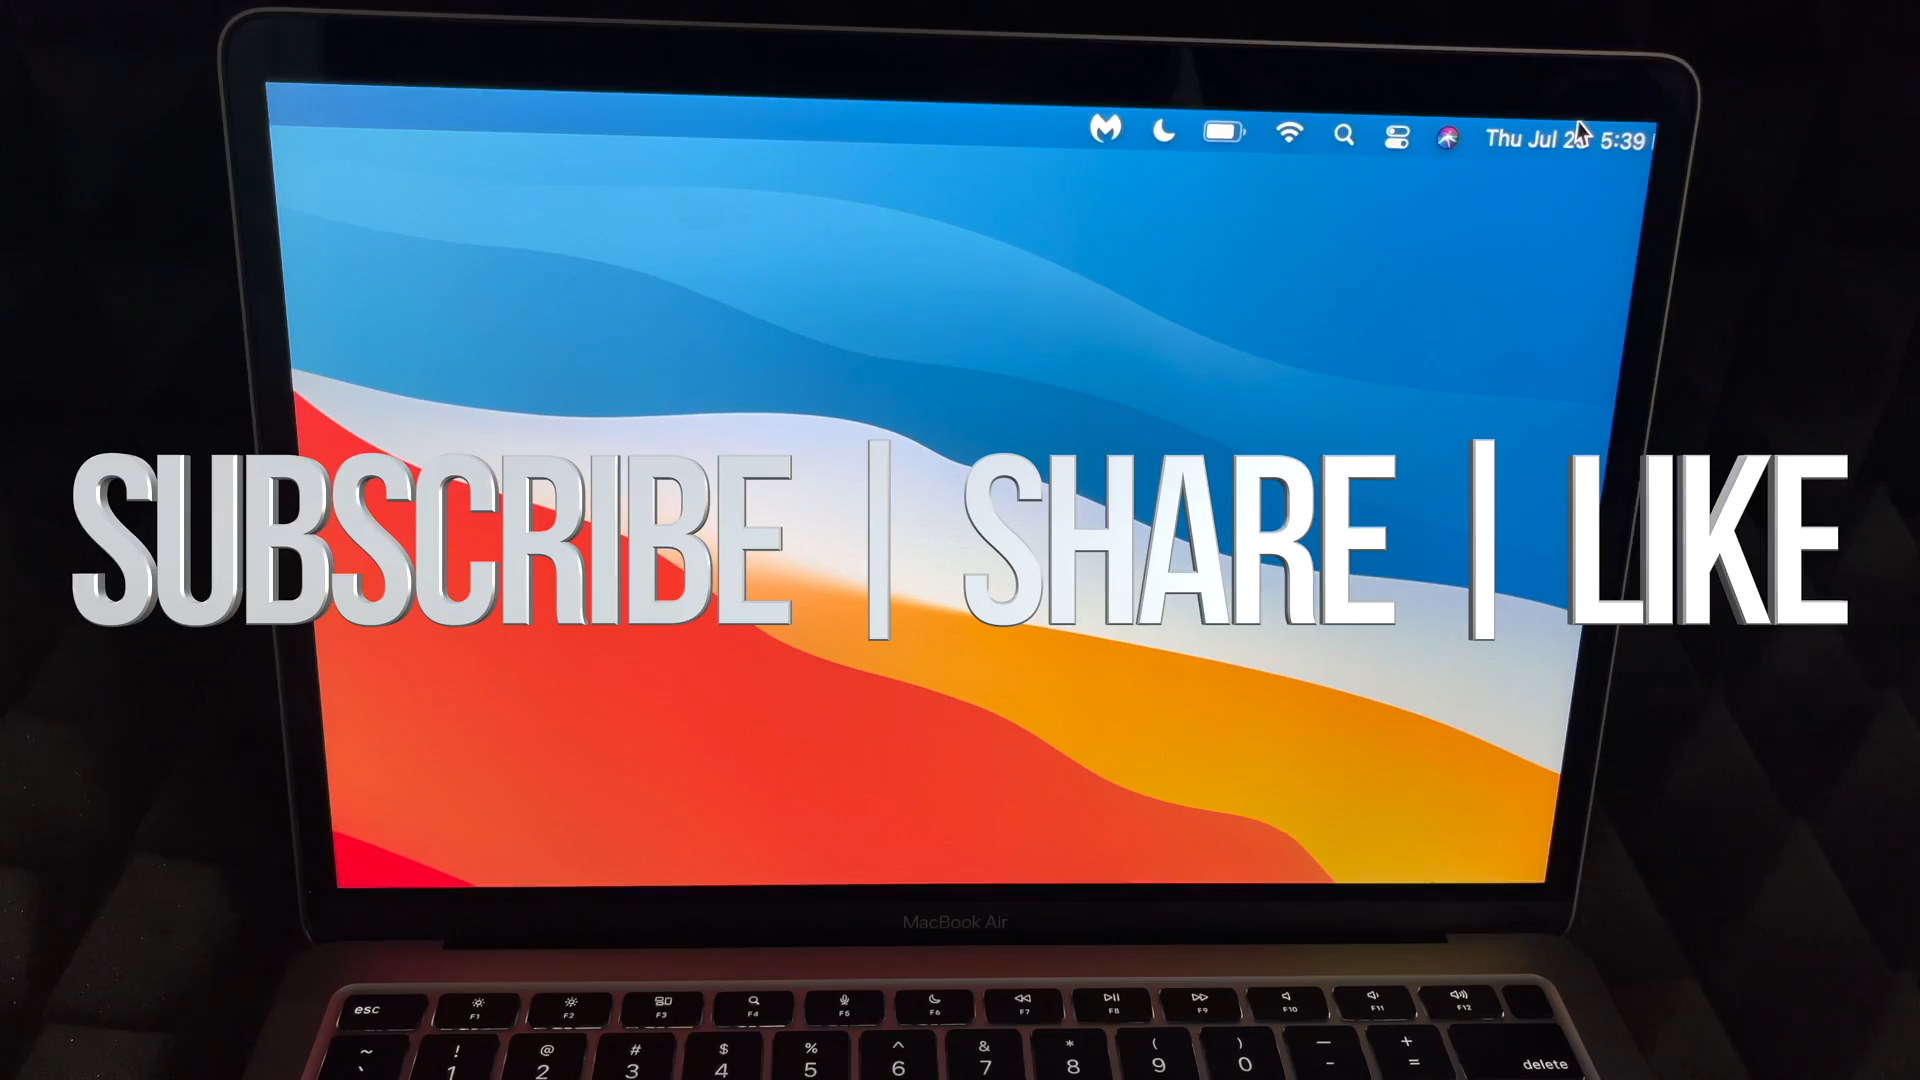 Thu Jul 5:39
SUBSCRIBE | SHARE | LIKE
MacBook Air
esc F1 F2 F3 F4 F5 F6 F7 F8 F9 F10 F11 F12
~ ! @ # $ % ^ & * ( ) — +
` 1 2 3 4 5 6 7 8 9 0 - = delete